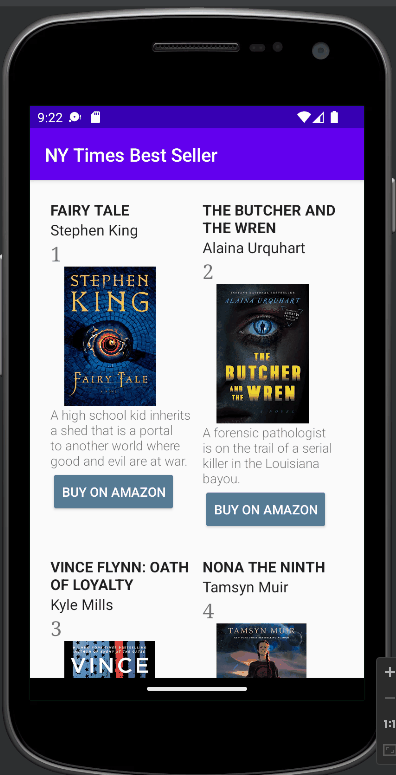 9:22
NY Times Best Seller
FAIRY TALE
Stephen King
1
STEPHEN
KING
FAIRY TALE
A high school kid inherits
a shed that is a portal
to another world where
good and evil are at war.
BUY ON AMAZON
THE BUTCHER AND
THE WREN
Alaina Urquhart
2
ALAINA URQUHART
THE
BUTCHER
AND THE WREN
A forensic pathologist
is on the trail of a serial
killer in the Louisiana
bayou.
BUY ON AMAZON
VINCE FLYNN: OATH
OF LOYALTY
Kyle Mills
3
VINCE
NONA THE NINTH
Tamsyn Muir
4
TAMSYN MUIR
1:1